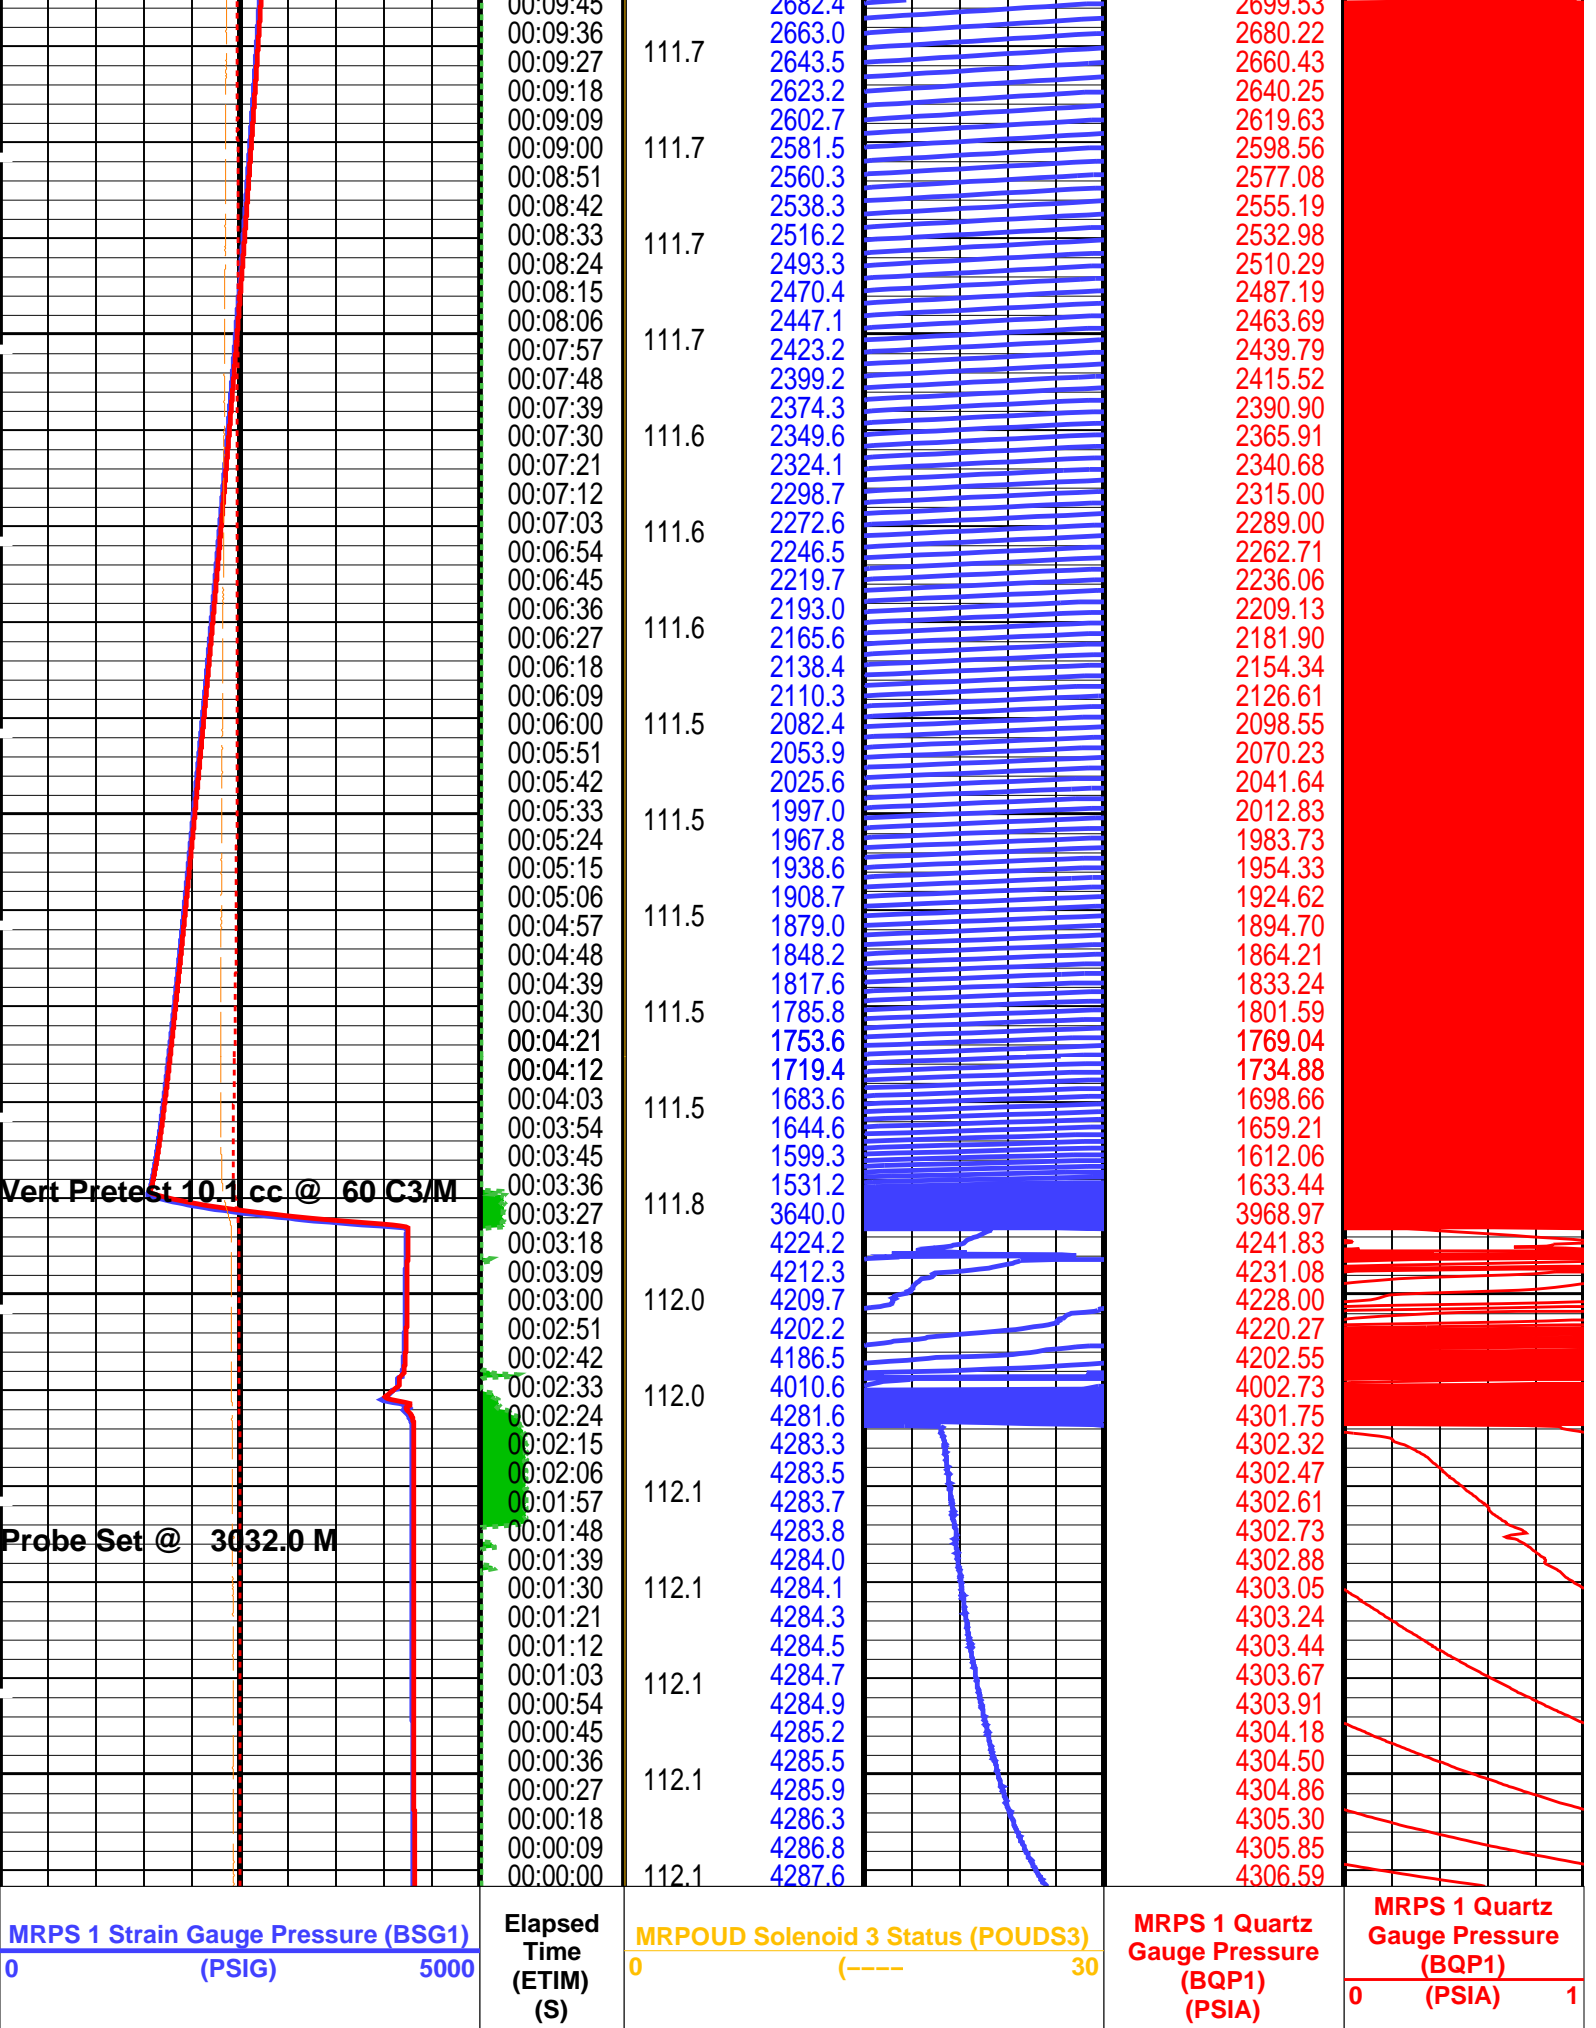 00:09:45 2682.4 2699.53
00:09:36 2663.0 2680.22
111.7
00:09:27 2643.5 2660.43
00:09:18 2623.2 2640.25
00:09:09 2602.7 2619.63
00:09:00 111.7 2581.5 2598.56
00:08:51 2560.3 2577.08
00:08:42 2538.3 2555.19
00:08:33 111.7 2516.2 2532.98
00:08:24 2493.3 2510.29
00:08:15 2470.4 2487.19
00:08:06 2447.1 2463.69
111.7
00:07:57 2423.2 2439.79
00:07:48 2399.2 2415.52
00:07:39 2374.3 2390.90
00:07:30 111.6 2349.6 2365.91
00:07:21 2324.1 2340.68
00:07:12 2298.7 2315.00
00:07:03 111.6 2272.6 2289.00
00:06:54 2246.5 2262.71
00:06:45 2219.7 2236.06
00:06:36 2193.0 2209.13
111.6
00:06:27 2165.6 2181.90
00:06:18 2138.4 2154.34
00:06:09 2110.3 2126.61
00:06:00 111.5 2082.4 2098.55
00:05:51 2053.9 2070.23
00:05:42 2025.6 2041.64
00:05:33 111.5 1997.0 2012.83
00:05:24 1967.8 1983.73
00:05:15 1938.6 1954.33
00:05:06 1908.7 1924.62
111.5
00:04:57 1879.0 1894.70
00:04:48 1848.2 1864.21
00:04:39 1817.6 1833.24
00:04:30 111.5 1785.8 1801.59
00:04:21 1753.6 1769.04
00:04:12 1719.4 1734.88
00:04:03 111.5 1683.6 1698.66
00:03:54 1644.6 1659.21
00:03:45 1599.3 1612.06
00:03:36 1531.2 1633.44
Vert Pretest 10.1 cc @ 60 C3/M
111.8
00:03:27 3640.0 3968.97
00:03:18 4224.2 4241.83
00:03:09 4212.3 4231.08
00:03:00 112.0 4209.7 4228.00
00:02:51 4202.2 4220.27
00:02:42 4186.5 4202.55
00:02:33 112.0 4010.6 4002.73
00:02:24 4281.6 4301.75
00:02:15 4283.3 4302.32
00:02:06 4283.5 4302.47
112.1
00:01:57 4283.7 4302.61
00:01:48 4283.8 4302.73
Probe Set @ 3032.0 M
00:01:39 4284.0 4302.88
00:01:30 112.1 4284.1 4303.05
00:01:21 4284.3 4303.24
00:01:12 4284.5 4303.44
00:01:03 112.1 4284.7 4303.67
00:00:54 4284.9 4303.91
00:00:45 4285.2 4304.18
00:00:36 4285.5 4304.50
112.1
00:00:27 4285.9 4304.86
00:00:18 4286.3 4305.30
00:00:09 4286.8 4305.85
00:00:00 112.1 4287.6 4306.59
MRPS 1 Strain Gauge Pressure (BSG1)
0 (PSIG) 5000
Elapsed
Time
(ETIM)
(S)
MRPOUD Solenoid 3 Status (POUDS3)
0 (---- 30
MRPS 1 Quartz
Gauge Pressure
(BQP1)
(PSIA)
MRPS 1 Quartz
Gauge Pressure
(BQP1)
0 (PSIA) 1